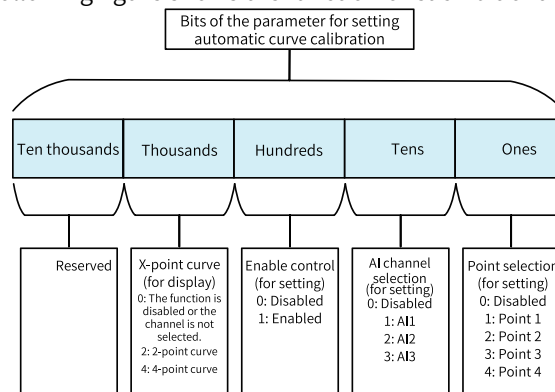 Bits of the parameter for setting
automatic curve calibration
Ten thousands
Thousands
Hundreds
Tens
Ones
Reserved
X-point curve
(for display)
0: The function is
disabled or the
channel is not
selected.
2: 2-point curve
4: 4-point curve
Enable control
(for setting)
0: Disabled
1: Enabled
AI channel
selection
(for setting)
0: Disabled
1: AI1
2: AI2
3: AI3
Point selection
(for setting)
0: Disabled
1: Point 1
2: Point 2
3: Point 3
4: Point 4